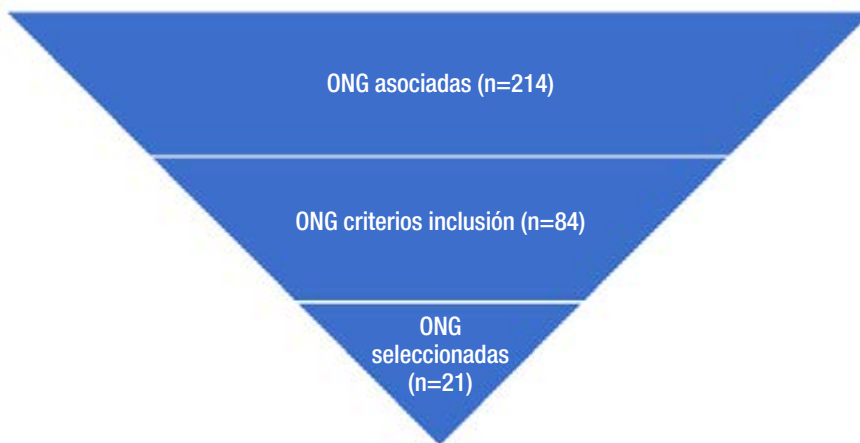 ONG asociadas (n=214)
ONG criterios inclusión (n=84)
ONG
seleccionadas
(n=21)